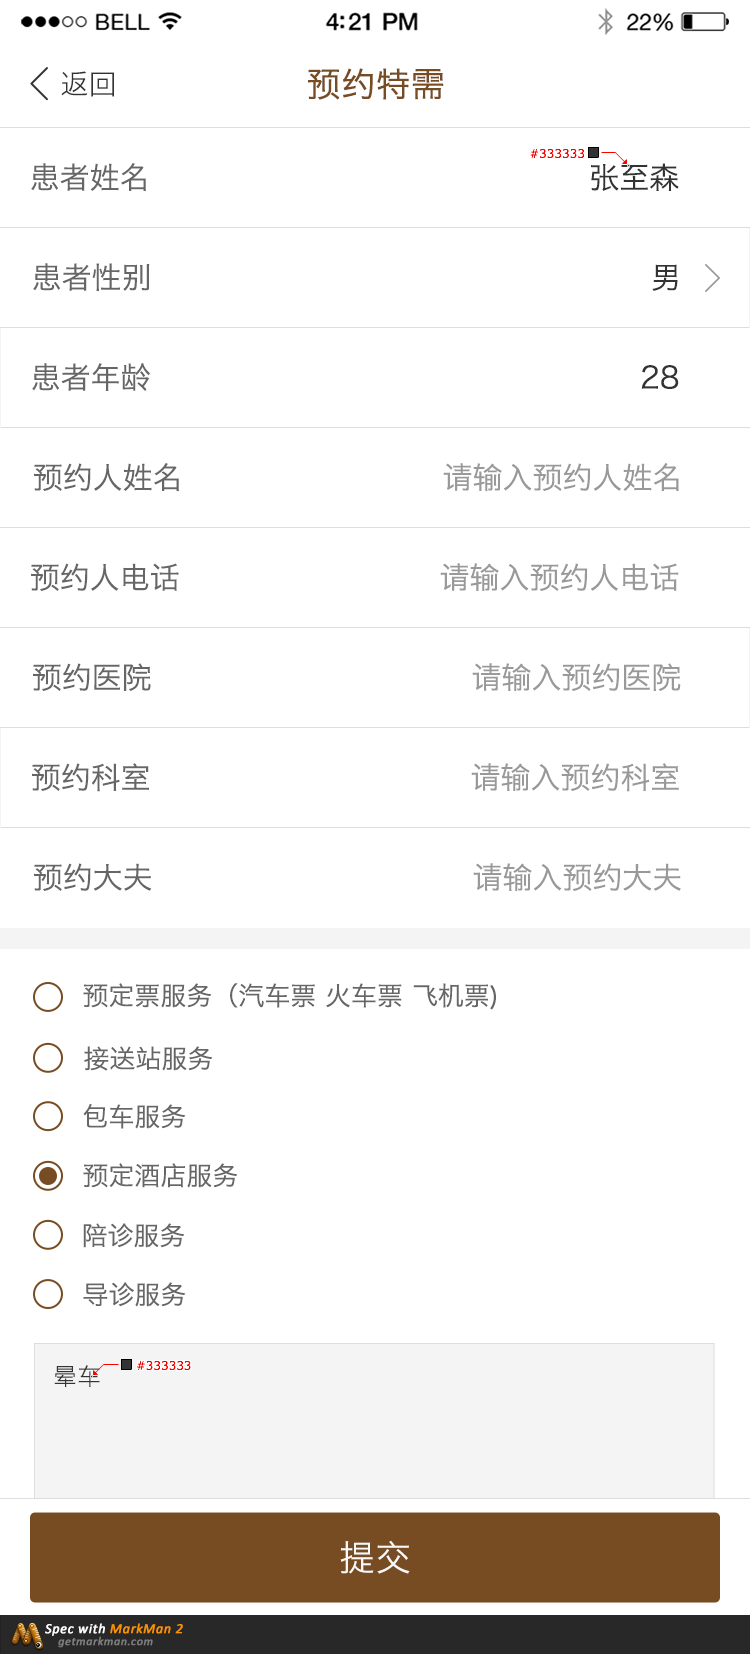 BELL 4:21 PM 22%
返回 预约特需
#333333
患者姓名 张至森
患者性别 男
患者年龄 28
预约人姓名 请输入预约人姓名
预约人电话 请输入预约人电话
预约医院 请输入预约医院
预约科室 请输入预约科室
预约大夫 请输入预约大夫
预定票服务（汽车票 火车票 飞机票)
接送站服务
包车服务
预定酒店服务
陪诊服务
导诊服务
晕车 #333333
提交
Spec with MarkMan 2
getmarkman.com